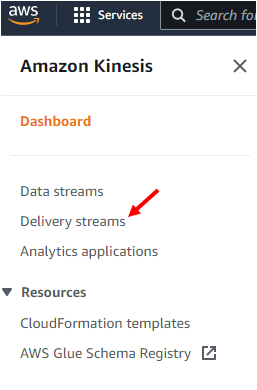 aws
Services
Search for
Amazon Kinesis
Dashboard
Data streams
Delivery streams
Analytics applications
Resources
CloudFormation templates
AWS Glue Schema Registry